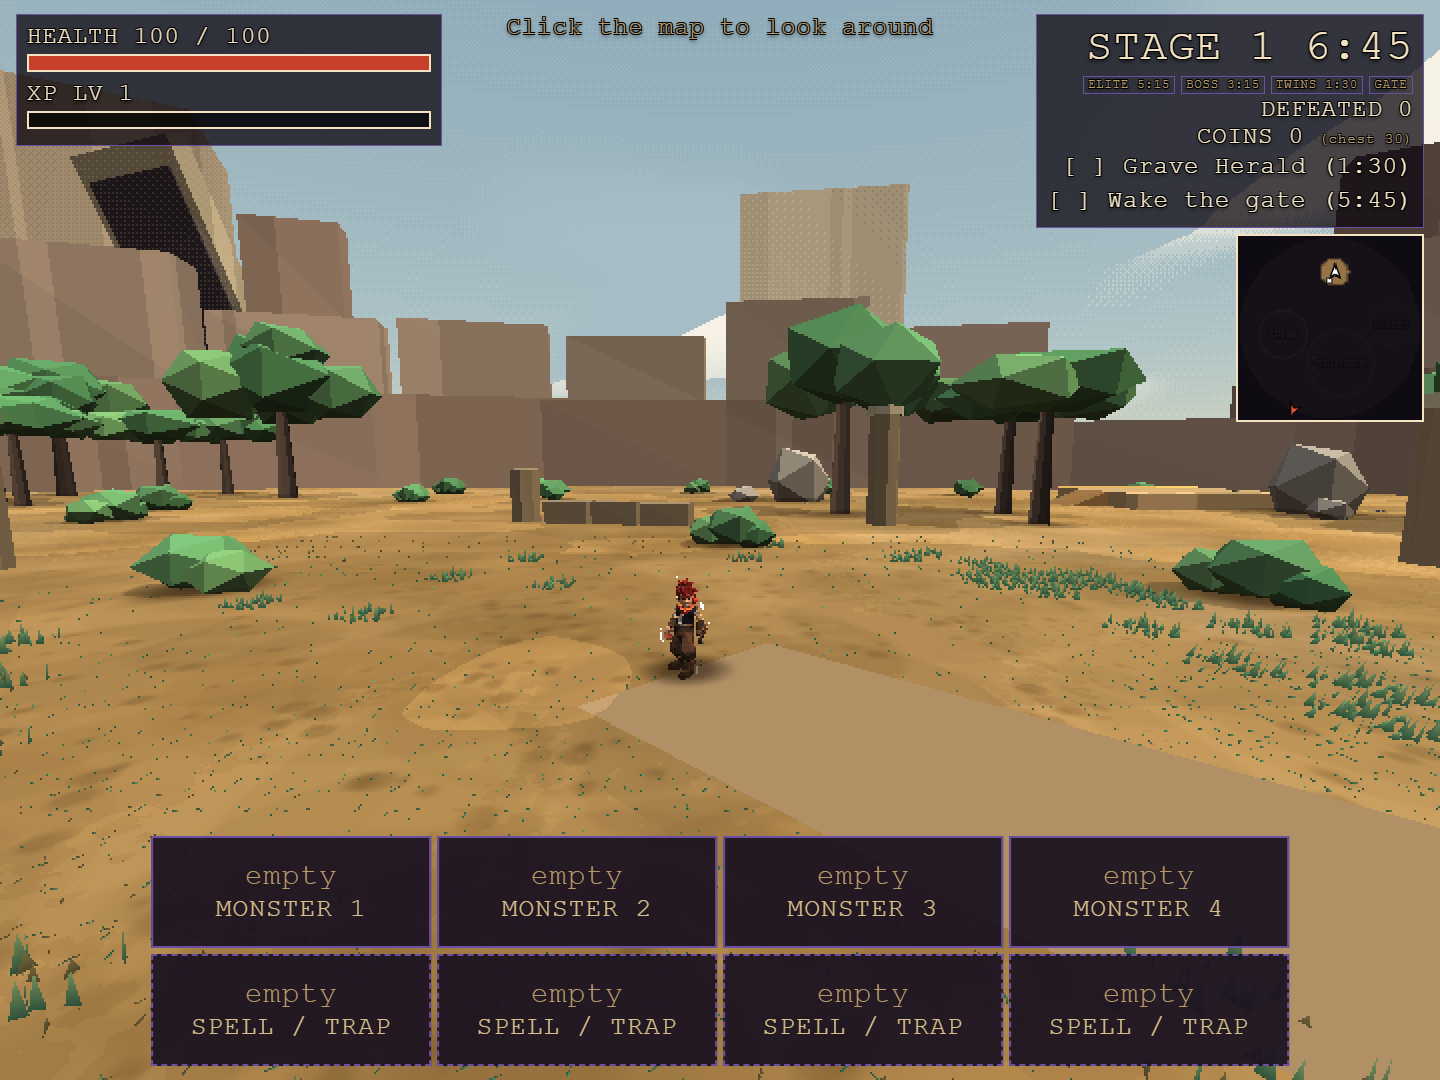 HEALTH 100 / 100
XP LV 1
Click the map to look around
STAGE 1 6:45
ELITE 5:15 BOSS 3:15 TWINS 1:30 GATE
DEFEATED 0
COINS 0 (chest 30)
[ ] Grave Herald (1:30)
[ ] Wake the gate (5:45)
empty empty empty empty
MONSTER 1 MONSTER 2 MONSTER 3 MONSTER 4
empty empty empty empty
SPELL / TRAP SPELL / TRAP SPELL / TRAP SPELL / TRAP